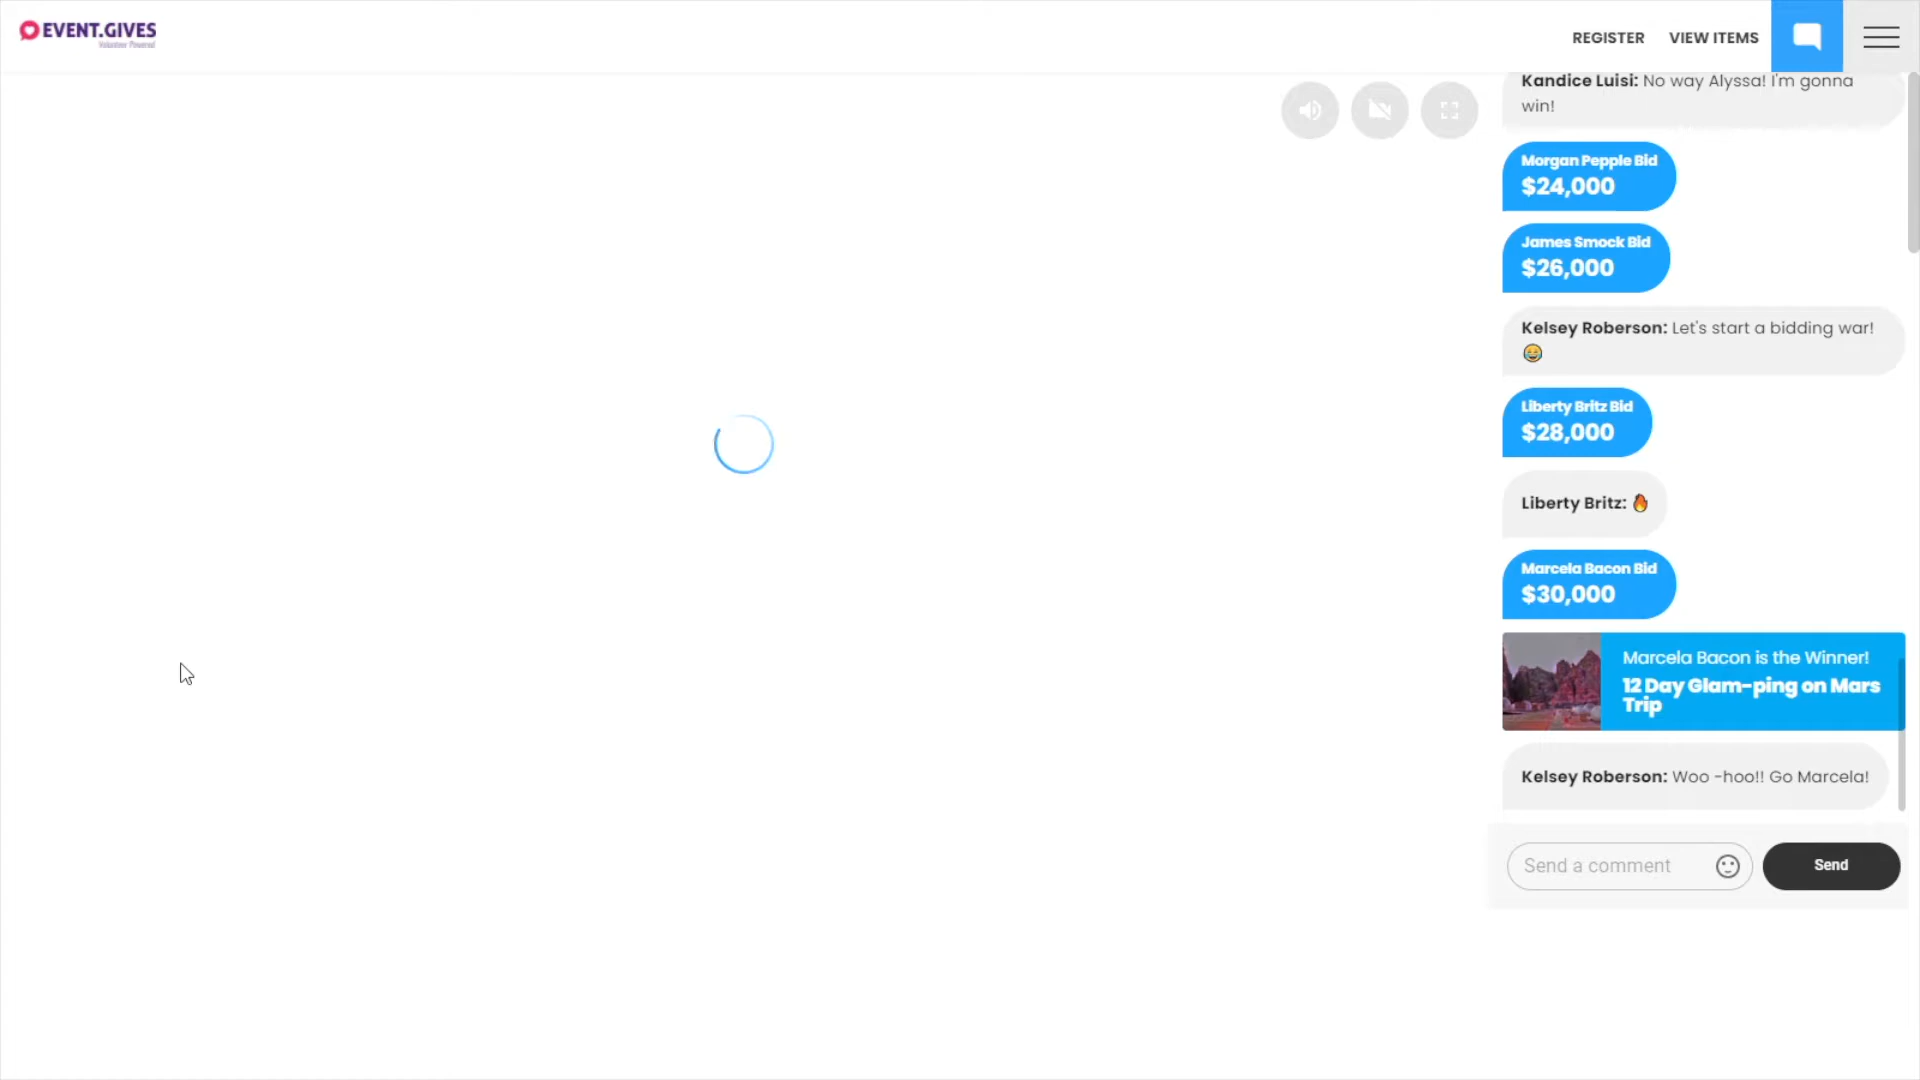 EVENT.GIVES
Volunteer Powered
REGISTER
VIEW ITEMS
Kandice Luisi: No way Alyssa! I'm gonna
win!
Morgan Pepple Bid
$24,000
James Smock Bid
$26,000
Kelsey Roberson: Let's start a bidding war!
😂
Liberty Britz Bid
$28,000
Liberty Britz: 🔥
Marcela Bacon Bid
$30,000
Marcela Bacon is the Winner!
12 Day Glam-ping on Mars
Trip
Kelsey Roberson: Woo -hoo!! Go Marcela!
Send a comment
Send